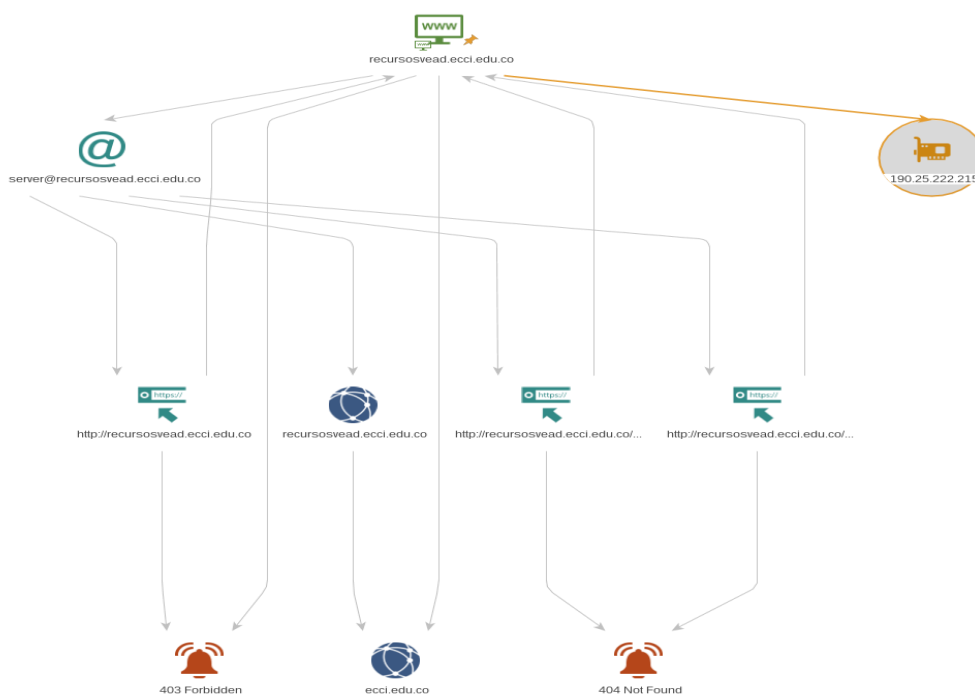 www
www
recursosvead.ecci.edu.co
@
server@recursosvead.ecci.edu.co
190.25.222.215
https://
https://
https://
http://recursosvead.ecci.edu.co
recursosvead.ecci.edu.co
http://recursosvead.ecci.edu.co/...
http://recursosvead.ecci.edu.co/...
403 Forbidden
ecci.edu.co
404 Not Found